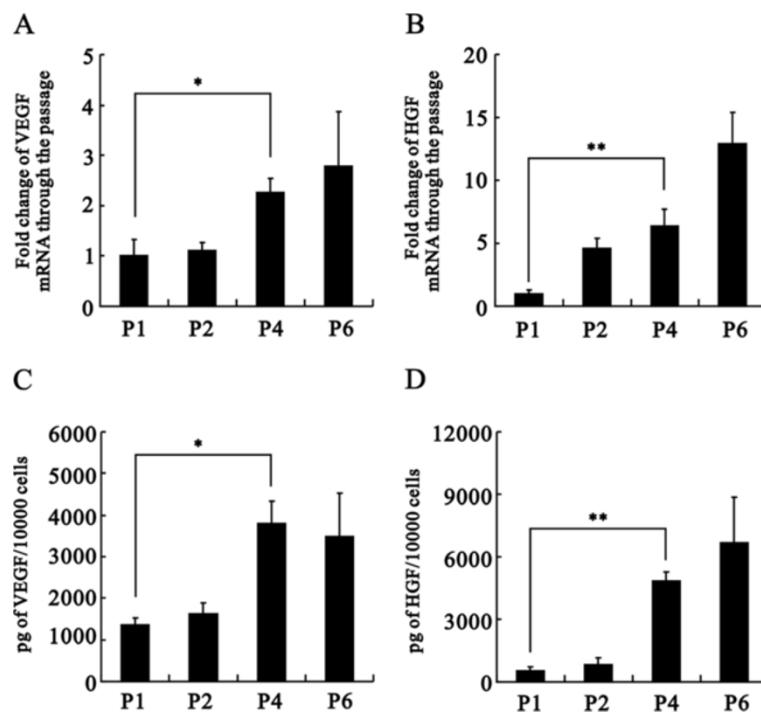 A
Fold change of VEGF
mRNA through the passage
5
4
3
2
1
0
*
P1 P2 P4 P6
B
Fold change of HGF
mRNA through the passage
20
15
10
5
0
**
P1 P2 P4 P6
C
pg of VEGF/10000 cells
6000
5000
4000
3000
2000
1000
0
*
P1 P2 P4 P6
D
pg of HGF/10000 cells
12000
9000
6000
3000
0
**
P1 P2 P4 P6